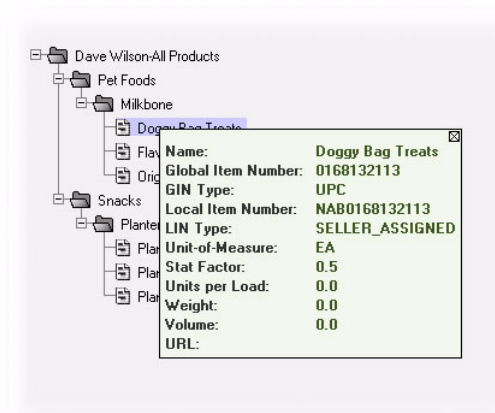 Dave Wilson-All Products
Pet Foods
Milkbone
Doggy Bag Treats
Flav
Orig
Snacks
Planter
Plan
Plan
Plan
Name: Doggy Bag Treats
Global Item Number: 0168132113
GIN Type: UPC
Local Item Number: NAB0168132113
LIN Type: SELLER_ASSIGNED
Unit-of-Measure: EA
Stat Factor: 0.5
Units per Load: 0.0
Weight: 0.0
Volume: 0.0
URL: